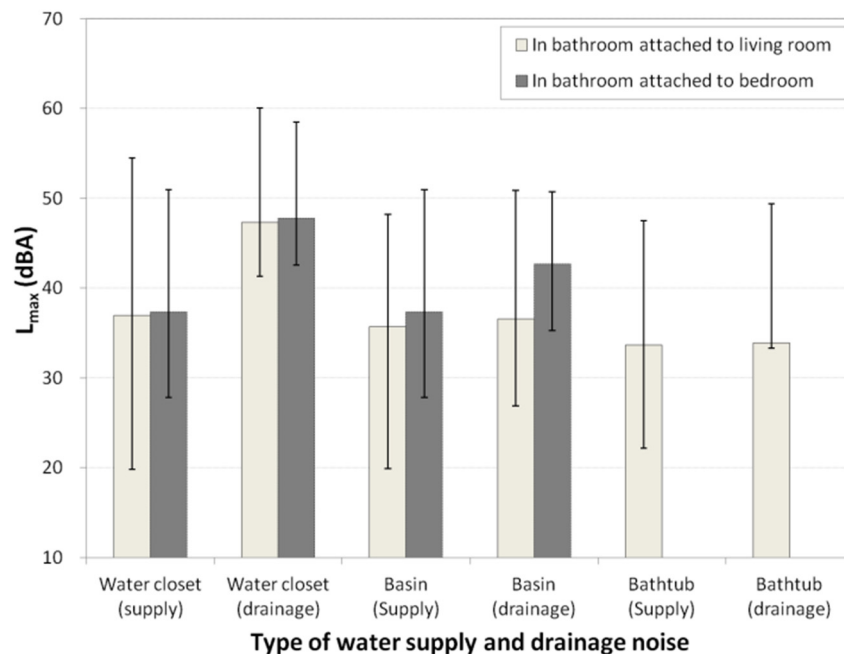 70
60
50
40
30
20
10
L_max (dBA)
In bathroom attached to living room
In bathroom attached to bedroom
Water closet (supply)
Water closet (drainage)
Basin (Supply)
Basin (drainage)
Bathtub (Supply)
Bathtub (drainage)
Type of water supply and drainage noise